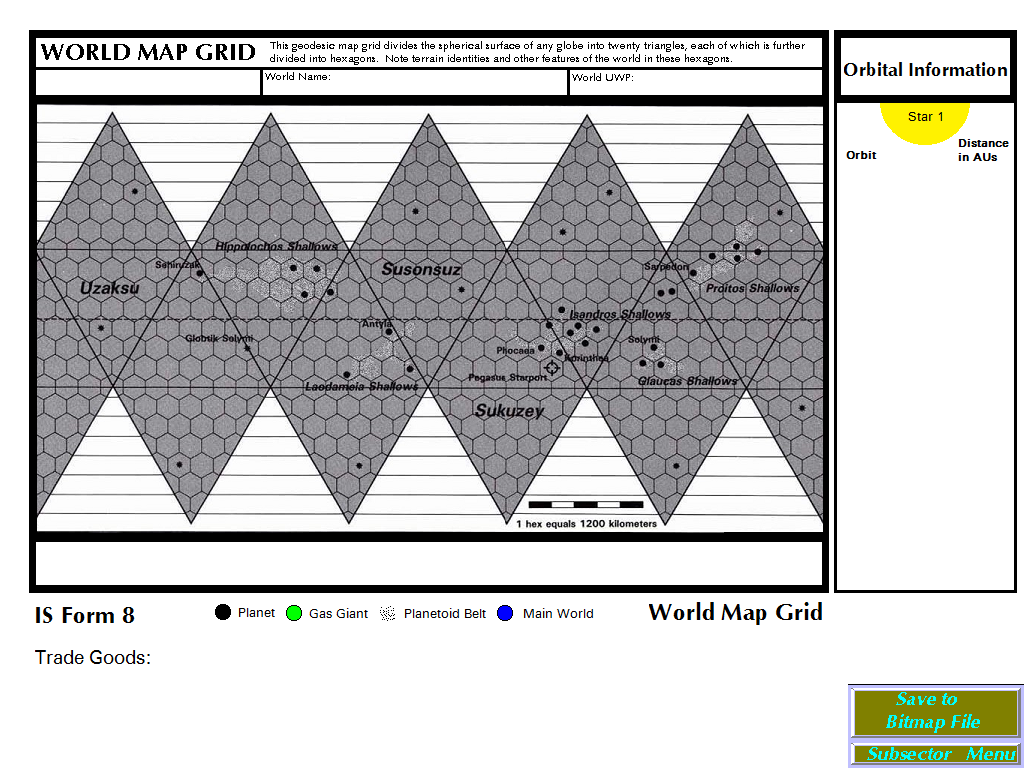 WORLD MAP GRID
This geodesic map grid divides the spherical surface of any globe into twenty triangles, each of which is further
divided into hexagons. Note terrain identities and other features of the world in these hexagons.
World Name:
World UWP:
Orbital Information
Star 1
Orbit
Distance
in AUs
Hippolochos Shallows
Sehiruzak
Susonsuz
Sarpedon
Uzaksu
Proitos Shallows
Isandros Shallows
Antyla
Globtik Solymi
Solymi
Phocaea
Korinthea
Pegasus Starport
Laodameia Shallows
Glaucas Shallows
Sukuzey
1 hex equals 1200 kilometers
IS Form 8
Planet
Gas Giant
Planetoid Belt
Main World
World Map Grid
Trade Goods:
Save to
Bitmap File
Subsector Menu